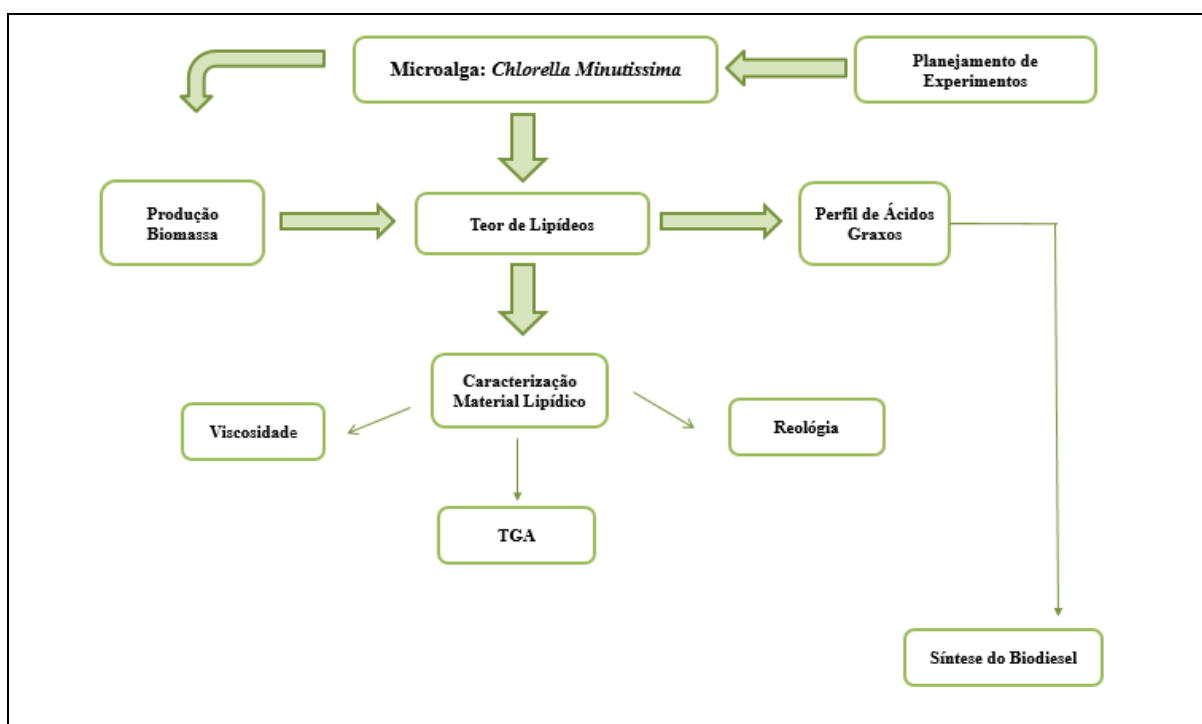 Microalga: Chlorella Minutissima
Planejamento de
Experimentos
Produção
Biomassa
Teor de Lipídeos
Perfil de Ácidos
Graxos
Caracterização
Material Lipídico
Viscosidade
Reológia
TGA
Síntese do Biodiesel